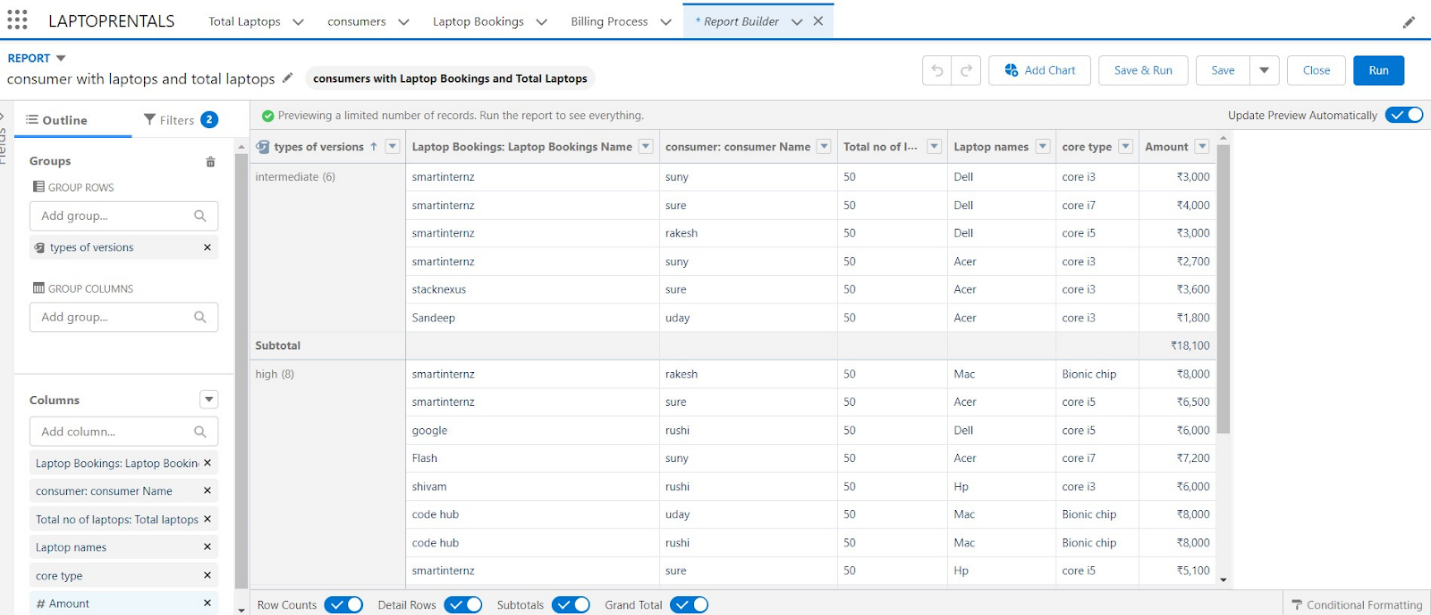 LAPTOPRENTALS Total Laptops consumers Laptop Bookings Billing Process * Report Builder
REPORT
consumer with laptops and total laptops consumers with Laptop Bookings and Total Laptops Add Chart Save & Run Save Close Run
Fields
Outline Filters 2
Previewing a limited number of records. Run the report to see everything. Update Preview Automatically
Groups
GROUP ROWS
Add group...
types of versions
GROUP COLUMNS
Add group...
Columns
Add column...
Laptop Bookings: Laptop Bookin
consumer: consumer Name
Total no of laptops: Total laptops
Laptop names
core type
# Amount
types of versions Laptop Bookings: Laptop Bookings Name consumer: consumer Name Total no of l... Laptop names core type Amount
intermediate (6) smartinternz suny 50 Dell core i3 ₹3,000
smartinternz sure 50 Dell core i7 ₹4,000
smartinternz rakesh 50 Dell core i5 ₹3,000
smartinternz suny 50 Acer core i3 ₹2,700
stacknexus sure 50 Acer core i3 ₹3,600
Sandeep uday 50 Acer core i3 ₹1,800
Subtotal ₹18,100
high (8) smartinternz rakesh 50 Mac Bionic chip ₹8,000
smartinternz sure 50 Acer core i5 ₹6,500
google rushi 50 Dell core i5 ₹6,000
Flash suny 50 Acer core i7 ₹7,200
shivam rushi 50 Hp core i3 ₹6,000
code hub uday 50 Mac Bionic chip ₹8,000
code hub rushi 50 Mac Bionic chip ₹8,000
smartinternz sure 50 Hp core i5 ₹5,100
Row Counts Detail Rows Subtotals Grand Total Conditional Formatting